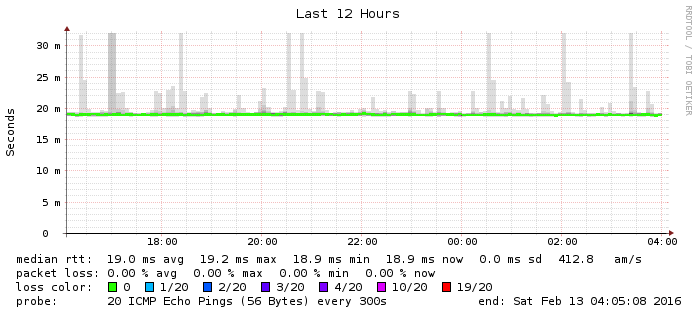 Last 12 Hours
RRDTOOL / TOBI OETIKER
Seconds
30 m
25 m
20 m
15 m
10 m
5 m
0
18:00 20:00 22:00 00:00 02:00 04:00
median rtt: 19.0 ms avg 19.2 ms max 18.9 ms min 18.9 ms now 0.0 ms sd 412.8 am/s
packet loss: 0.00 % avg 0.00 % max 0.00 % min 0.00 % now
loss color: 0 1/20 2/20 3/20 4/20 10/20 19/20
probe: 20 ICMP Echo Pings (56 Bytes) every 300s end: Sat Feb 13 04:05:08 2016